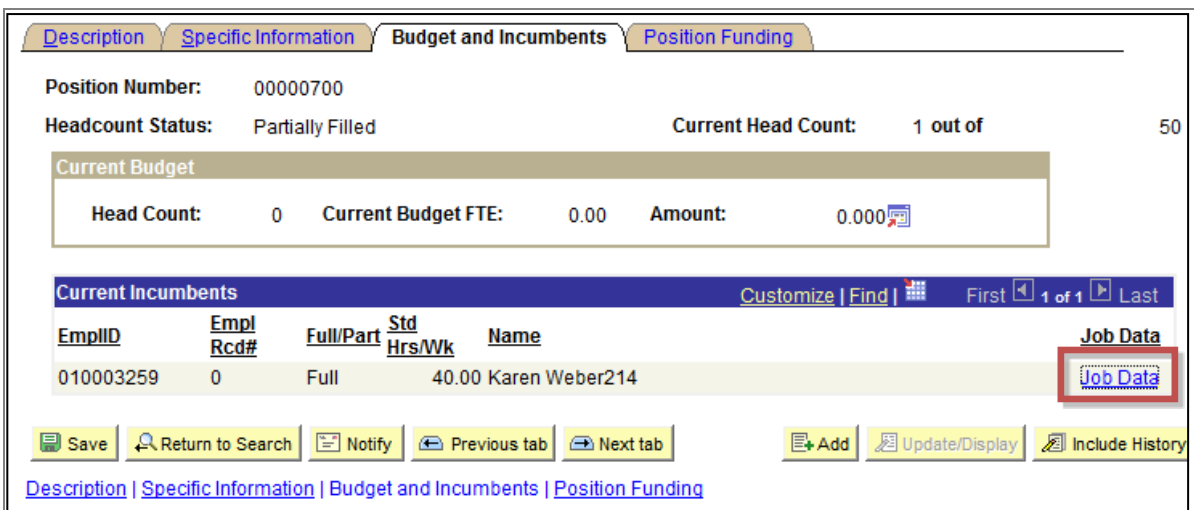 Description Specific Information Budget and Incumbents Position Funding
Position Number: 00000700
Headcount Status: Partially Filled Current Head Count: 1 out of 50
Current Budget
Head Count: 0 Current Budget FTE: 0.00 Amount: 0.000
Current Incumbents Customize | Find | First 1 of 1 Last
EmplID Empl Rcd# Full/Part Std Hrs/Wk Name Job Data
010003259 0 Full 40.00 Karen Weber214 Job Data
Save Return to Search Notify Previous tab Next tab Add Update/Display Include History
Description | Specific Information | Budget and Incumbents | Position Funding